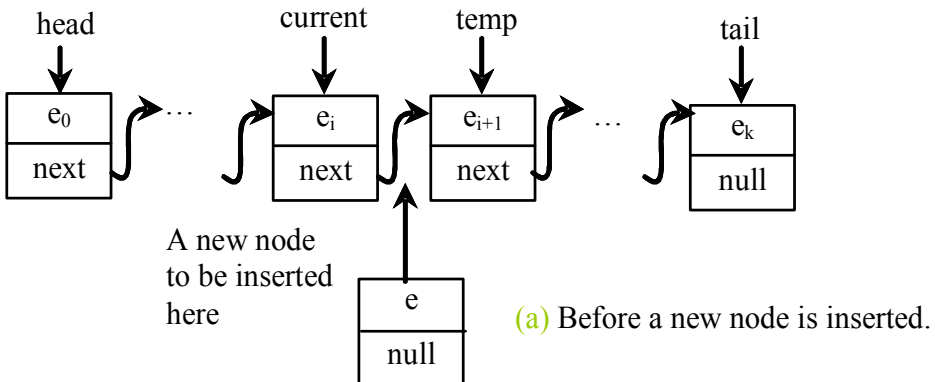 head current temp tail
e₀ … eᵢ eᵢ₊₁ … eₖ
next next next null
A new node
to be inserted
here
e
null
(a) Before a new node is inserted.